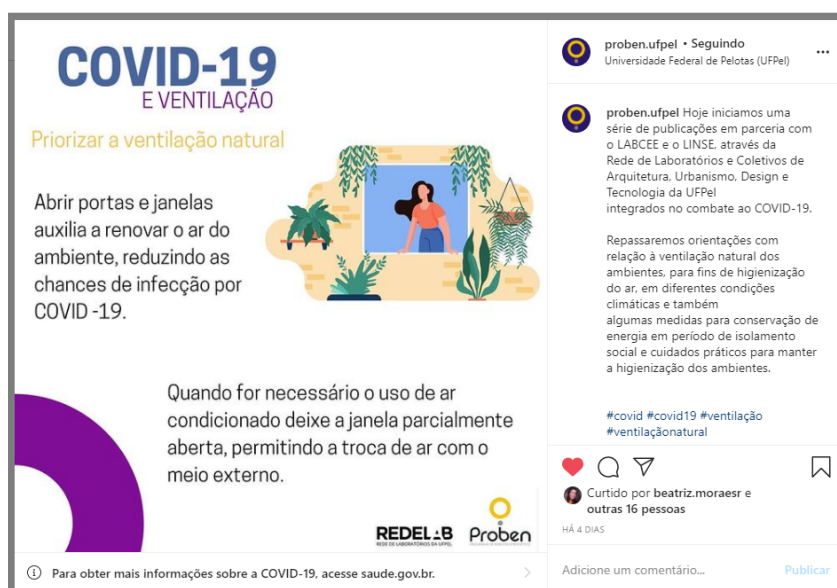 COVID-19
E VENTILAÇÃO
Priorizar a ventilação natural
Abrir portas e janelas
auxilia a renovar o ar do
ambiente, reduzindo as
chances de infecção por
COVID -19.
Quando for necessário o uso de ar
condicionado deixe a janela parcialmente
aberta, permitindo a troca de ar com o
meio externo.
REDELAB
REDE DE LABORATÓRIOS DA UFPEL
Proben
Para obter mais informações sobre a COVID-19, acesse saude.gov.br.
proben.ufpel • Seguindo
Universidade Federal de Pelotas (UFPel)
proben.ufpel Hoje iniciamos uma
série de publicações em parceria com
o LABCEE e o LINSE, através da
Rede de Laboratórios e Coletivos de
Arquitetura, Urbanismo, Design e
Tecnologia da UFPel
integrados no combate ao COVID-19.
Repassaremos orientações com
relação à ventilação natural dos
ambientes, para fins de higienização
do ar, em diferentes condições
climáticas e também
algumas medidas para conservação de
energia em período de isolamento
social e cuidados práticos para manter
a higienização dos ambientes.
#covid #covid19 #ventilação
#ventilaçãonatural
Curtido por beatriz.moraesr e
outras 16 pessoas
HÁ 4 DIAS
Adicione um comentário...
Publicar